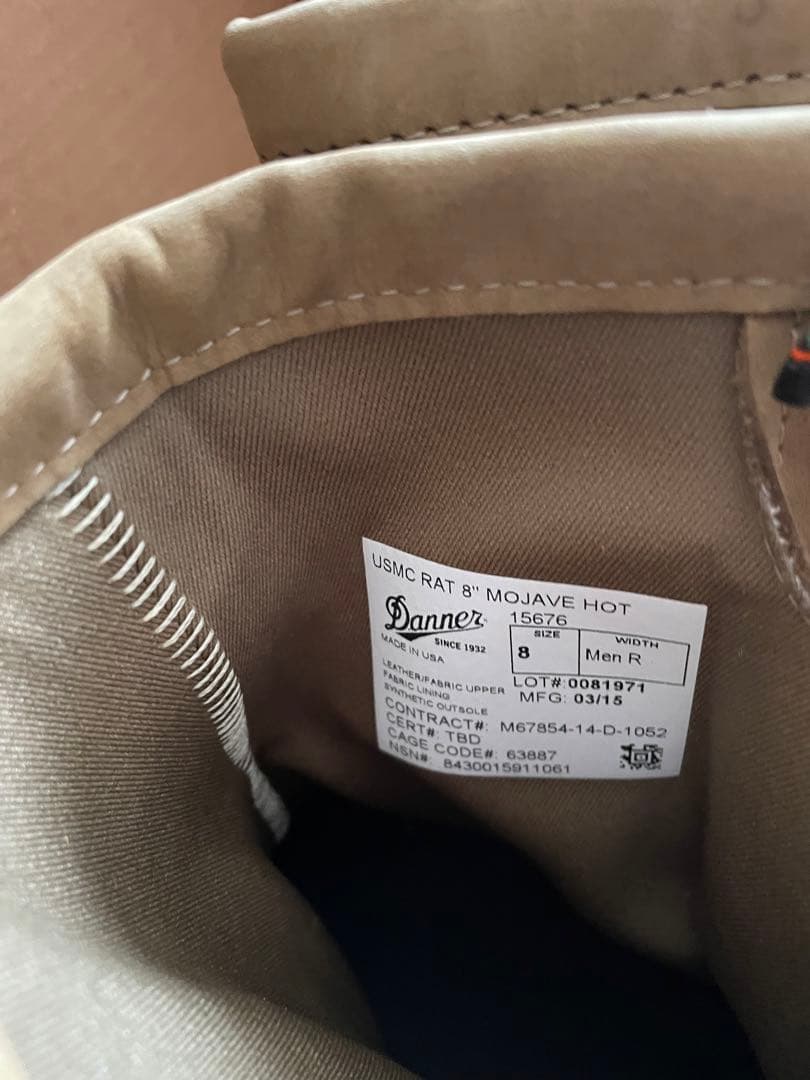 USMC RAT 8" MOJAVE HOT
Danner
15676
SINCE 1932
MADE IN USA
SIZE
8
WIDTH
Men R
LEATHER/FABRIC UPPER
FABRIC LINING
SYNTHETIC OUTSOLE
LOT#:0081971
MFG: 03/15
CONTRACT#: M67854-14-D-1052
CERT#: TBD
CAGE CODE#: 63887
NSN#: 8430015911061